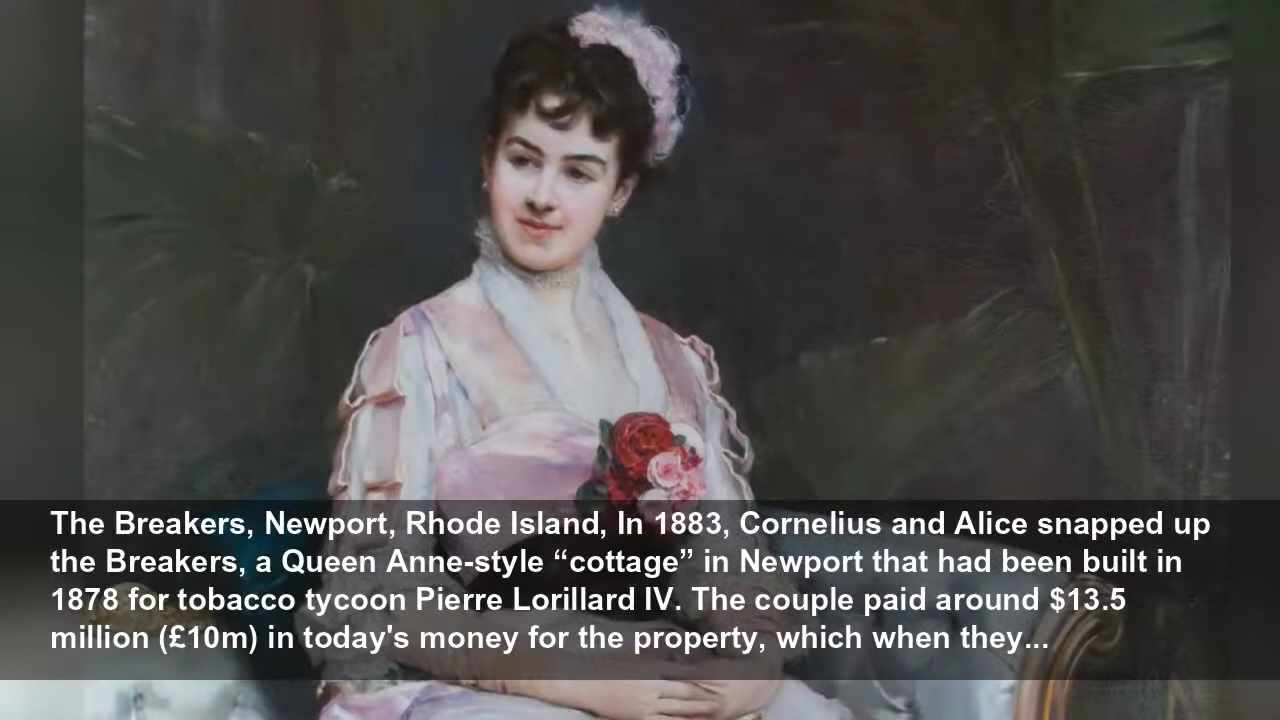 The Breakers, Newport, Rhode Island, In 1883, Cornelius and Alice snapped up
the Breakers, a Queen Anne-style “cottage” in Newport that had been built in
1878 for tobacco tycoon Pierre Lorillard IV. The couple paid around $13.5
million (£10m) in today's money for the property, which when they...